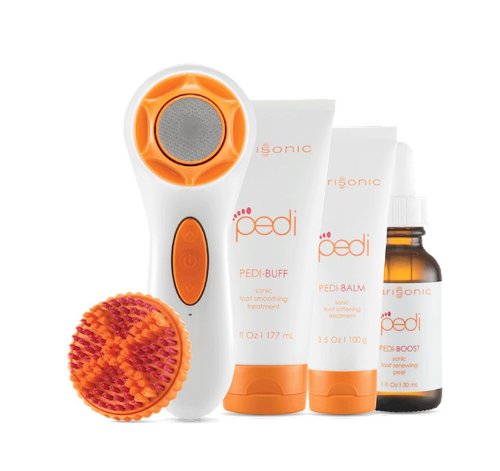 risonic
pedi
PEDI-BUFF
sonic
foot smoothing
treatment
fl Oz | 177 mL
risonic
pedi
PEDI-BALM
sonic
foot softening
treatment
3.5 Oz | 100 g
arisonic
pedi
PEDI-BOOST
sonic
foot renewing
peel
1 fl Oz | 30 mL